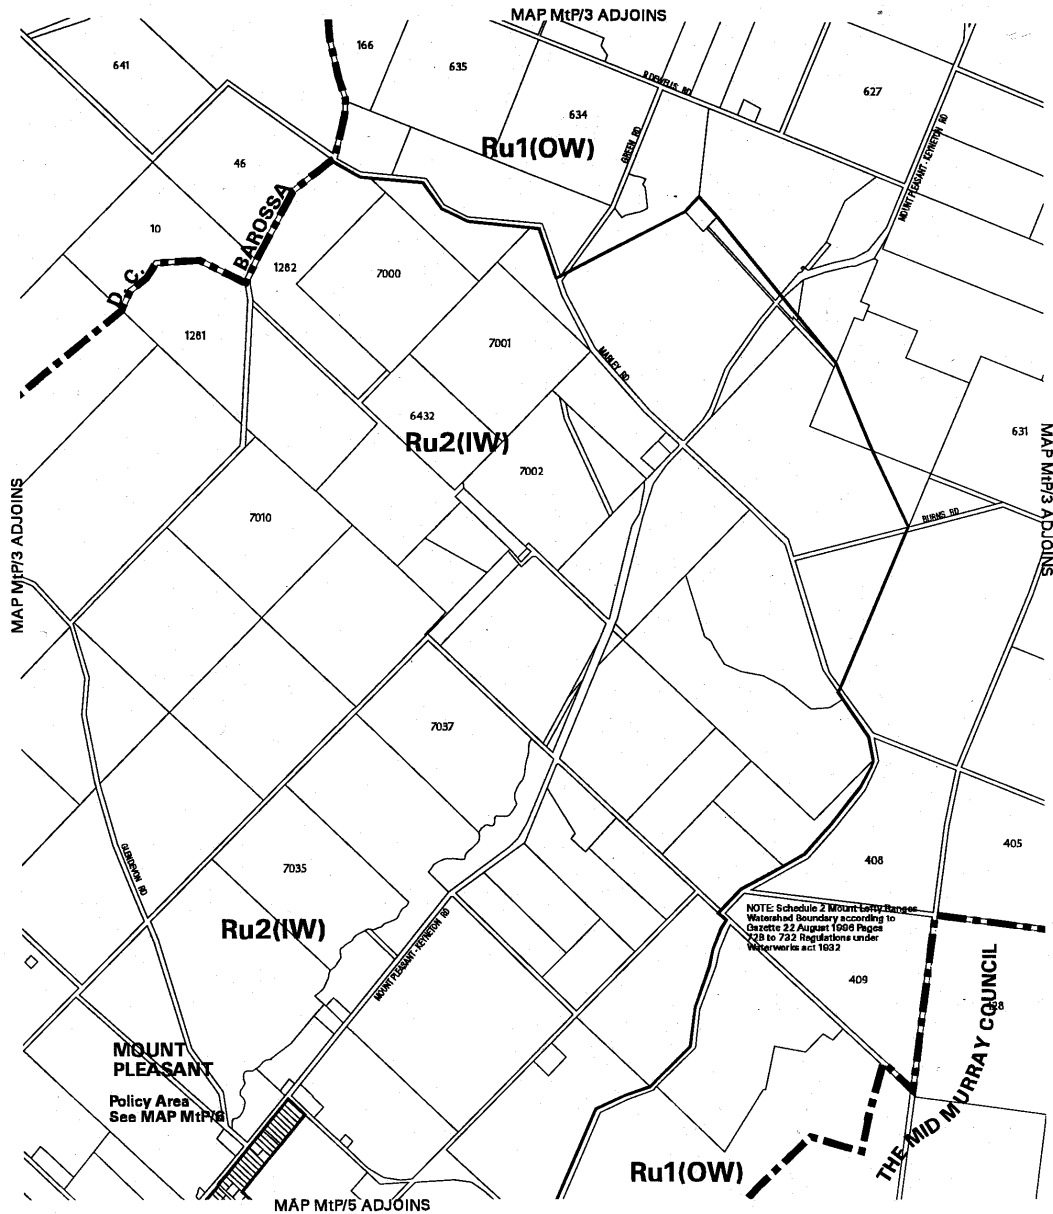 MAP MtP/3 ADJOINS
166
641
635
627
634
GREEN RD
MOUNT PLEASANT - KEYNETON RD
Ru1(OW)
46
BAROSSA
10
D. C.
1282
7000
1281
7001
MARLEY RD
6432
Ru2(IW)
631
7002
MAP MtP/3 ADJOINS
MAP MtP/3 ADJOINS
7010
BURNS RD
7037
GLENDEVON RD
7035
408
405
NOTE: Schedule 2 Mount Lofty Ranges
Watershed Boundary according to
Gazette 22 August 1996 Pages
728 to 732 Regulations under
Waterworks act 1932
Ru2(IW)
MOUNT PLEASANT - KEYNETON RD
409
THE MID MURRAY COUNCIL
MOUNT
PLEASANT
Policy Area
See MAP MtP/6
Ru1(OW)
MAP MtP/5 ADJOINS